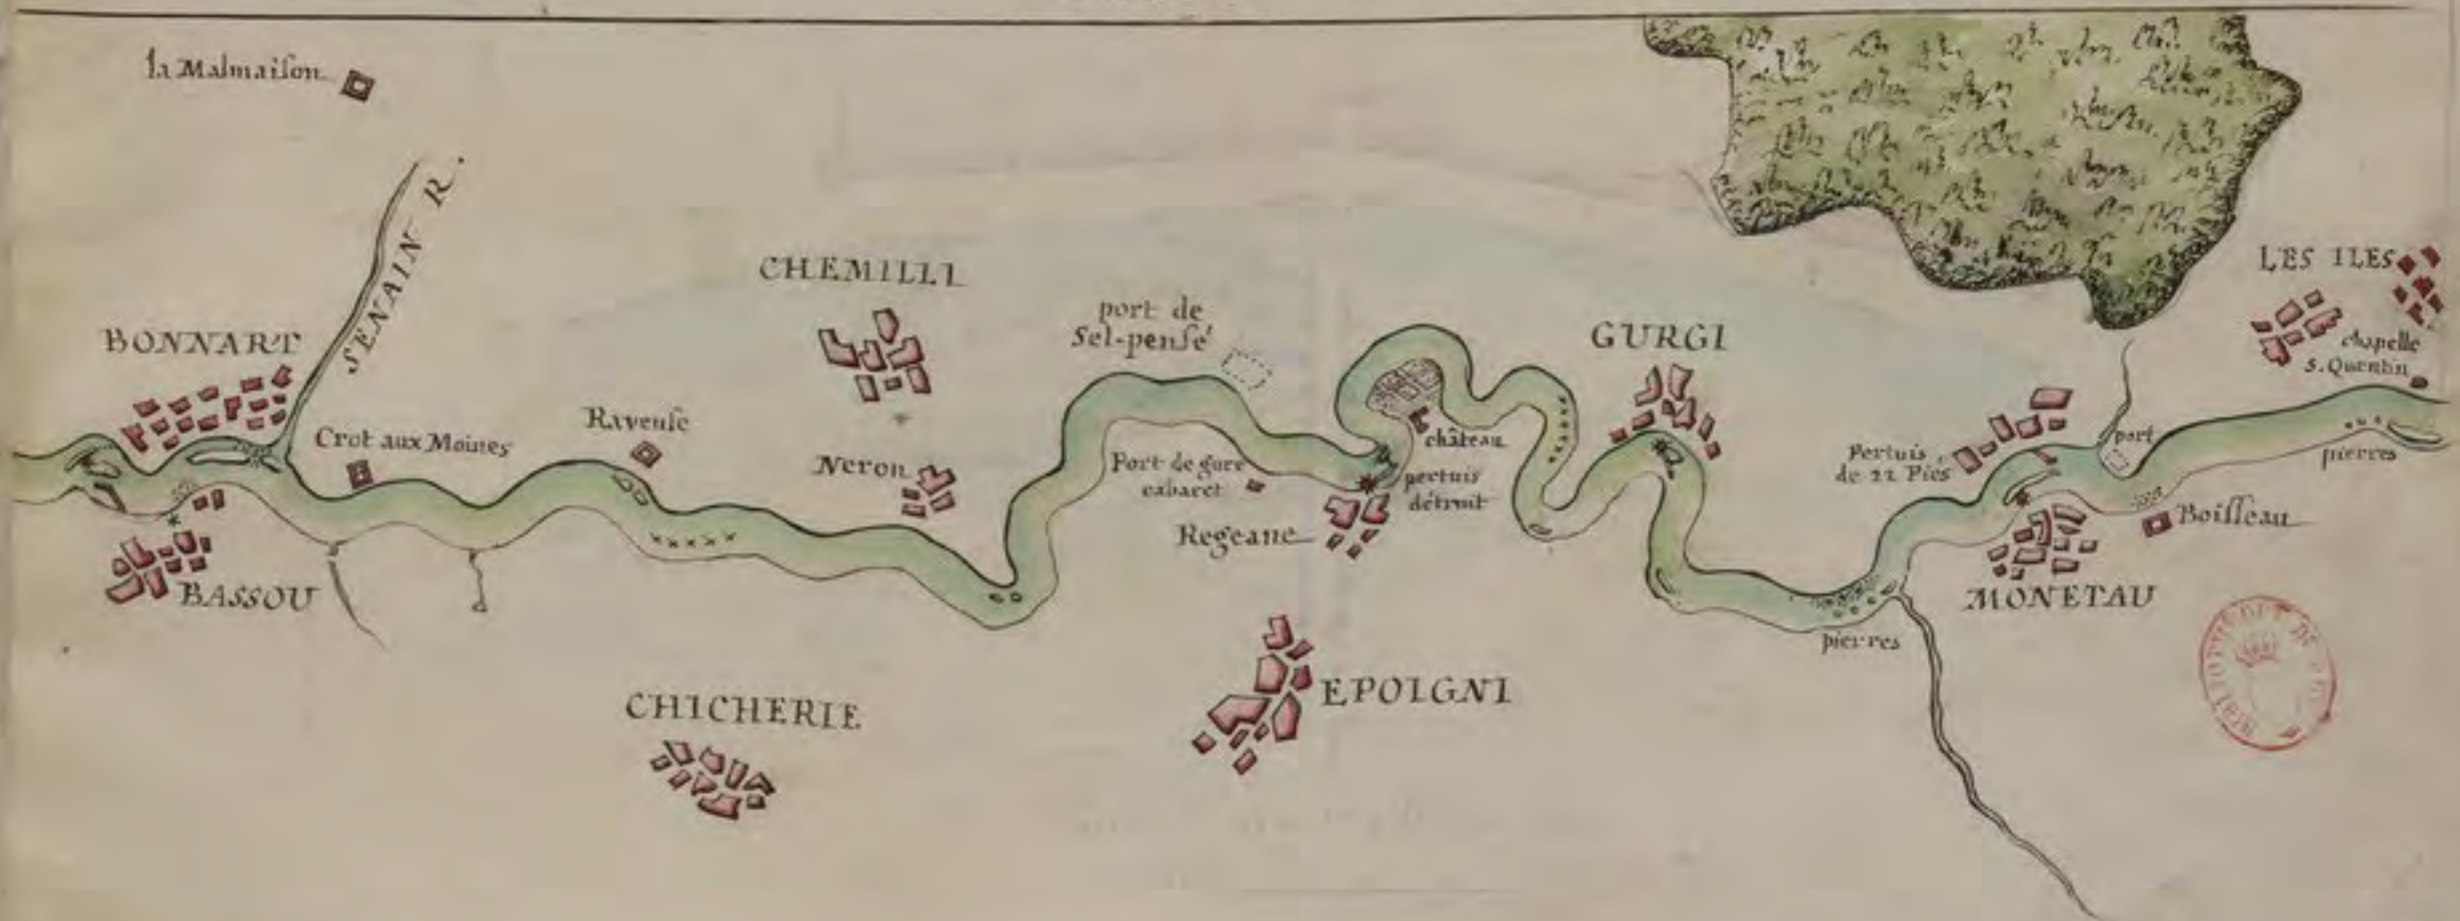 la Malmaiſon
SENAIN R.
BONNART
CHEMILLI
port de
Sel-penſé
GURGI
LES ILES
chapelle
S. Quentin
Crot aux Moines
Raveuſe
Neron
Port de gure
cabaret
château
pertuis
détruit
Regeane
Pertuis
de 22 Pies
port
pierres
Boiſſeau
BASSOU
MONETAU
pierres
CHICHERIE
EPOIGNI